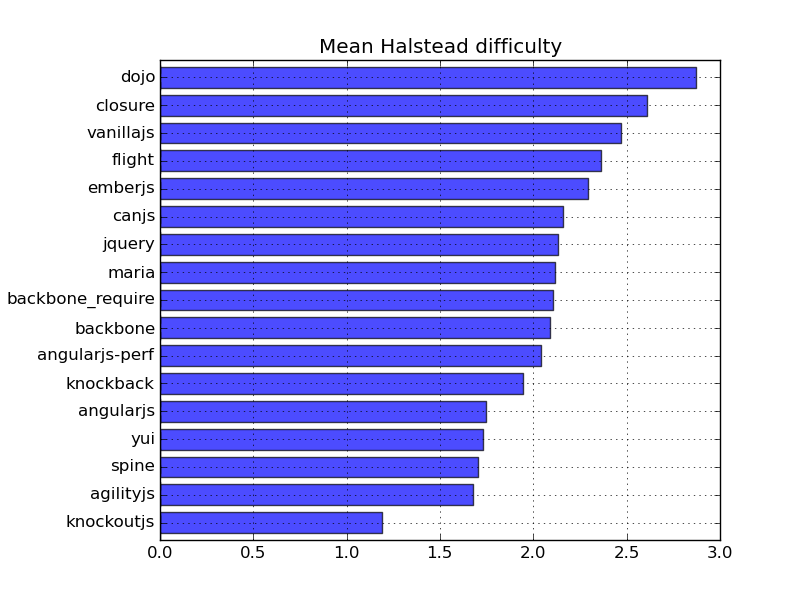 Mean Halstead difficulty
dojo
closure
vanillajs
flight
emberjs
canjs
jquery
maria
backbone_require
backbone
angularjs-perf
knockback
angularjs
yui
spine
agilityjs
knockoutjs
0.0 0.5 1.0 1.5 2.0 2.5 3.0